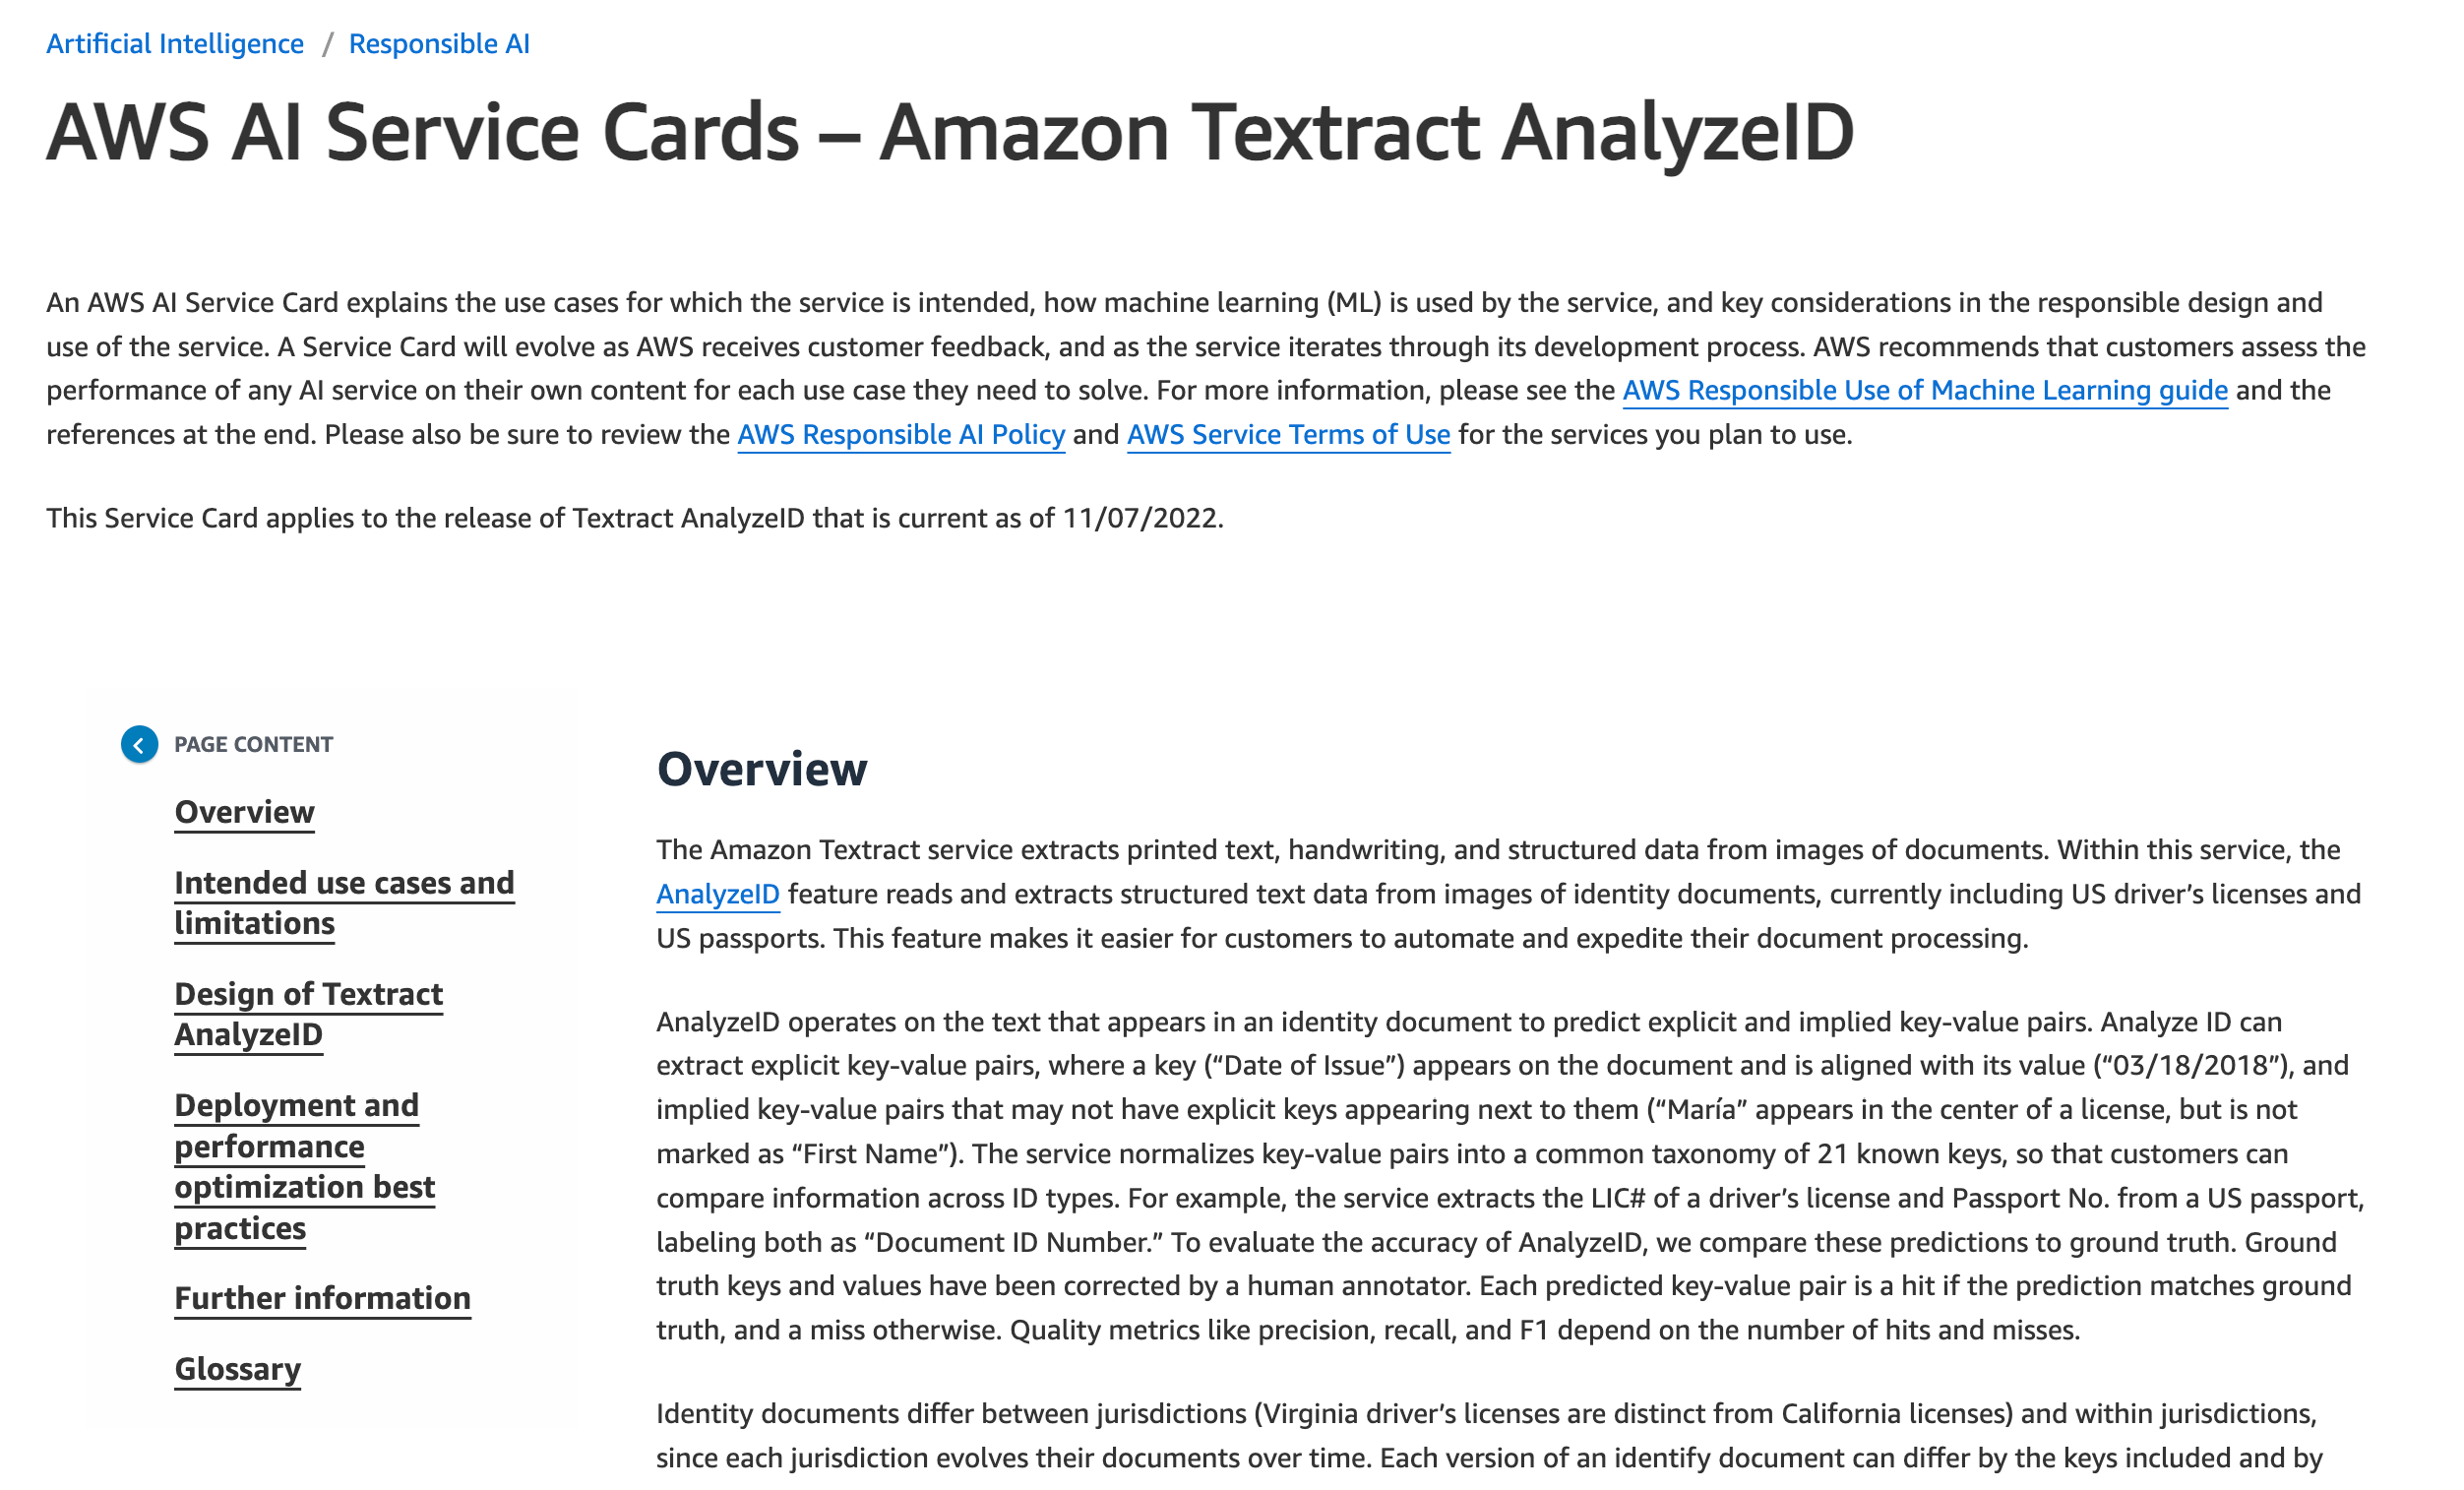 Artificial Intelligence / Responsible AI
AWS AI Service Cards – Amazon Textract AnalyzeID
An AWS AI Service Card explains the use cases for which the service is intended, how machine learning (ML) is used by the service, and key considerations in the responsible design and
use of the service. A Service Card will evolve as AWS receives customer feedback, and as the service iterates through its development process. AWS recommends that customers assess the
performance of any AI service on their own content for each use case they need to solve. For more information, please see the AWS Responsible Use of Machine Learning guide and the
references at the end. Please also be sure to review the AWS Responsible AI Policy and AWS Service Terms of Use for the services you plan to use.
This Service Card applies to the release of Textract AnalyzeID that is current as of 11/07/2022.
PAGE CONTENT
Overview
Intended use cases and
limitations
Design of Textract
AnalyzeID
Deployment and
performance
optimization best
practices
Further information
Glossary
Overview
The Amazon Textract service extracts printed text, handwriting, and structured data from images of documents. Within this service, the
AnalyzeID feature reads and extracts structured text data from images of identity documents, currently including US driver’s licenses and
US passports. This feature makes it easier for customers to automate and expedite their document processing.
AnalyzeID operates on the text that appears in an identity document to predict explicit and implied key-value pairs. Analyze ID can
extract explicit key-value pairs, where a key (“Date of Issue”) appears on the document and is aligned with its value (“03/18/2018”), and
implied key-value pairs that may not have explicit keys appearing next to them (“María” appears in the center of a license, but is not
marked as “First Name”). The service normalizes key-value pairs into a common taxonomy of 21 known keys, so that customers can
compare information across ID types. For example, the service extracts the LIC# of a driver’s license and Passport No. from a US passport,
labeling both as “Document ID Number.” To evaluate the accuracy of AnalyzeID, we compare these predictions to ground truth. Ground
truth keys and values have been corrected by a human annotator. Each predicted key-value pair is a hit if the prediction matches ground
truth, and a miss otherwise. Quality metrics like precision, recall, and F1 depend on the number of hits and misses.
Identity documents differ between jurisdictions (Virginia driver’s licenses are distinct from California licenses) and within jurisdictions,
since each jurisdiction evolves their documents over time. Each version of an identify document can differ by the keys included and by